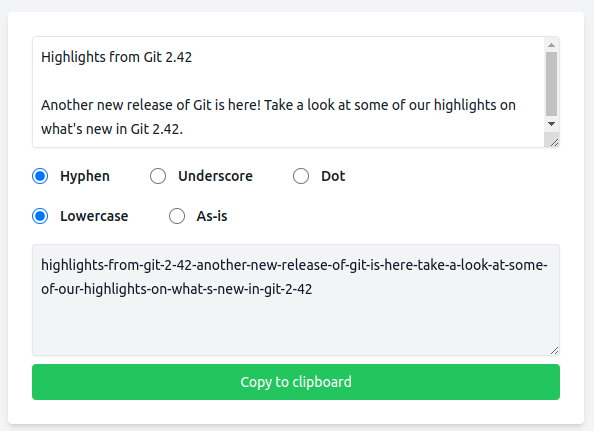 Highlights from Git 2.42
Another new release of Git is here! Take a look at some of our highlights on
what's new in Git 2.42.
Hyphen Underscore Dot
Lowercase As-is
highlights-from-git-2-42-another-new-release-of-git-is-here-take-a-look-at-some-
of-our-highlights-on-what-s-new-in-git-2-42
Copy to clipboard